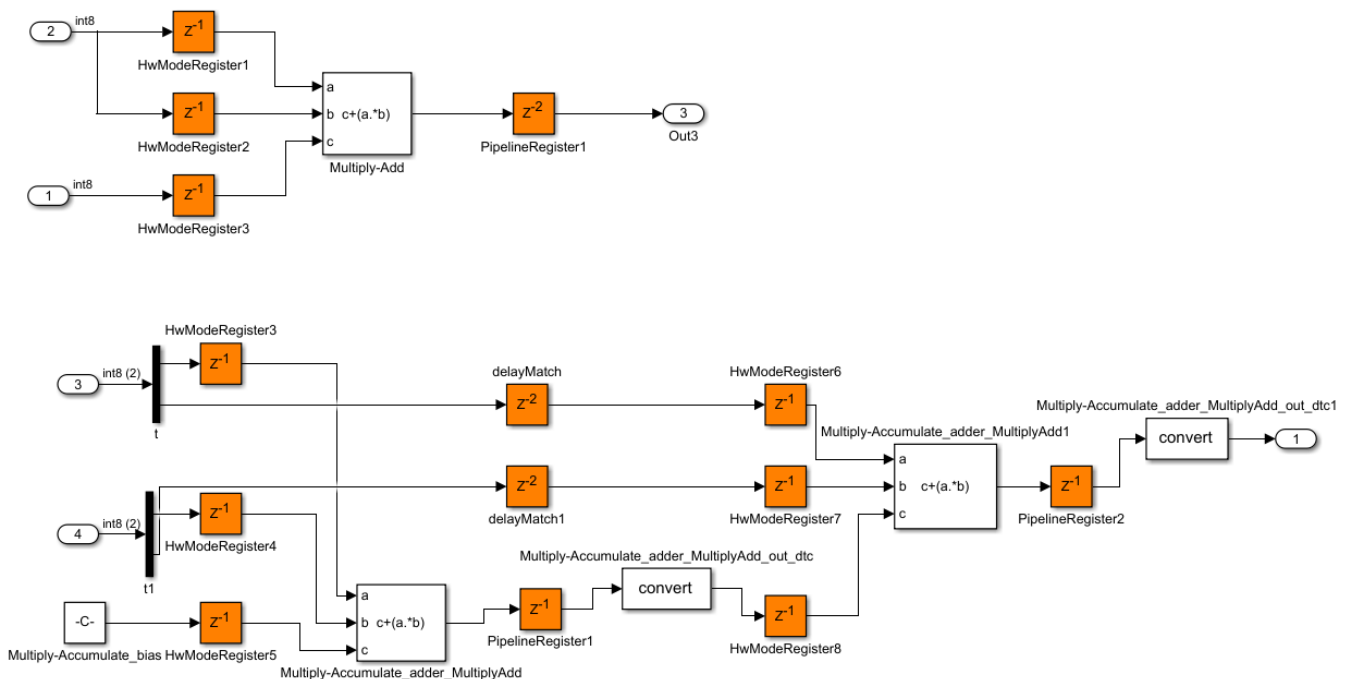 2
int8
Z-1
HwModeRegister1
Z-1
HwModeRegister2
1
int8
Z-1
HwModeRegister3
a
b c+(a.*b)
c
Multiply-Add
Z-2
PipelineRegister1
3
Out3
HwModeRegister3
3
int8 (2)
t
Z-1
delayMatch
Z-2
HwModeRegister6
Z-1
4
int8 (2)
t1
Z-1
HwModeRegister4
Z-2
delayMatch1
Z-1
HwModeRegister7
-C-
Multiply-Accumulate_bias
Z-1
HwModeRegister5
a
b c+(a.*b)
c
Multiply-Accumulate_adder_MultiplyAdd
Z-1
PipelineRegister1
Multiply-Accumulate_adder_MultiplyAdd_out_dtc
convert
Z-1
HwModeRegister8
Multiply-Accumulate_adder_MultiplyAdd1
a
b c+(a.*b)
c
Z-1
PipelineRegister2
Multiply-Accumulate_adder_MultiplyAdd_out_dtc1
convert
1